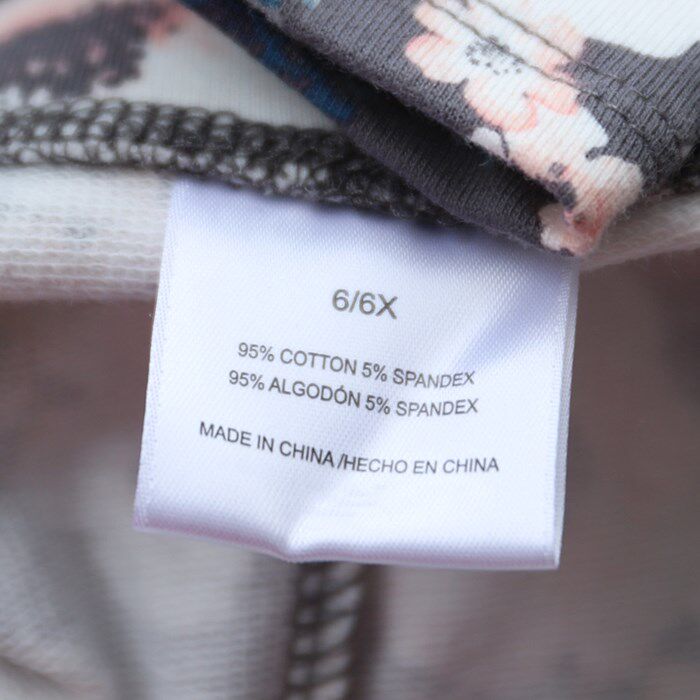 6/6X
95% COTTON 5% SPANDEX
95% ALGODÓN 5% SPANDEX
MADE IN CHINA /HECHO EN CHINA